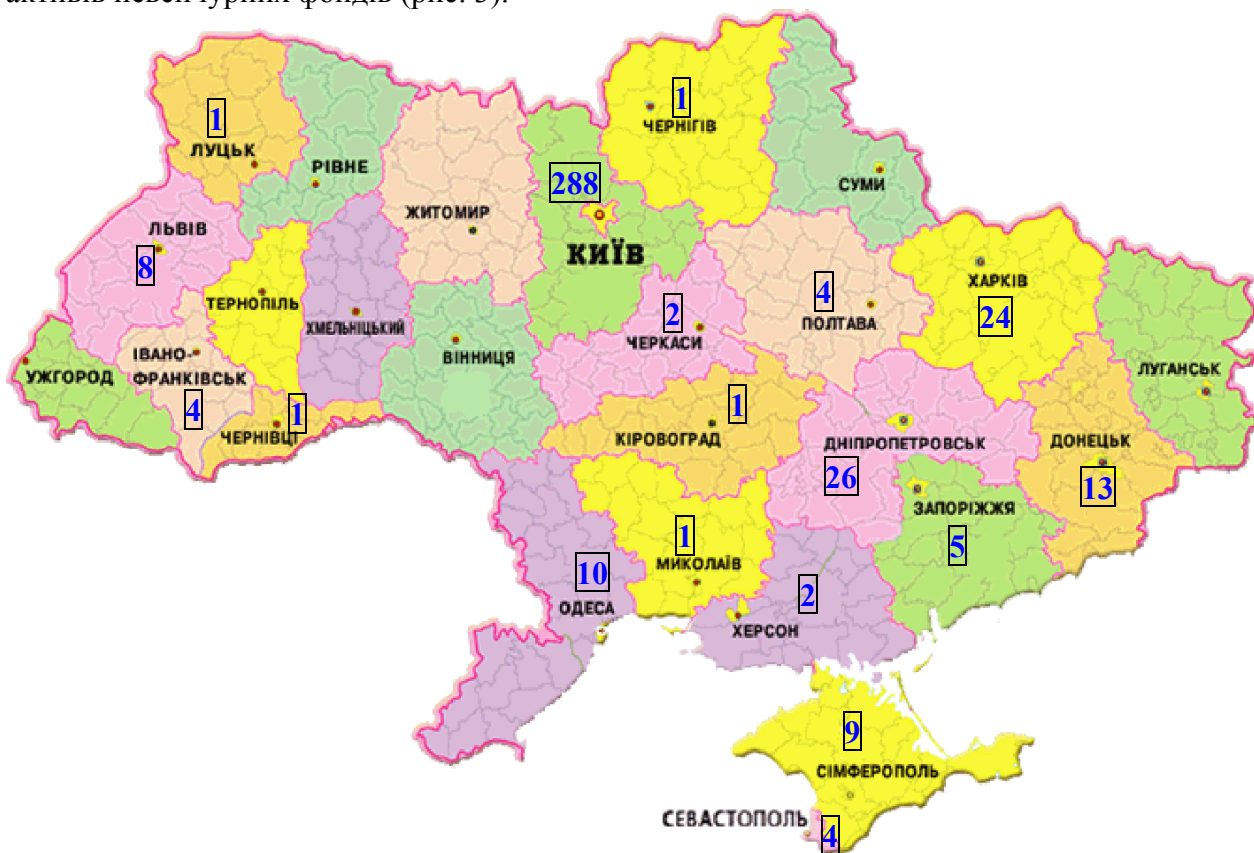 активів невенчурних фондів (рис. 3).
1
ЛУЦЬК
РІВНЕ
ЖИТОМИР
288
КИЇВ
1
ЧЕРНІГІВ
СУМИ
ЛЬВІВ
8
ТЕРНОПІЛЬ
ХМЕЛЬНІЦЬКИЙ
ВІННИЦЯ
2
ЧЕРКАСИ
4
ПОЛТАВА
ХАРКІВ
24
ЛУГАНСЬК
УЖГОРОД
ІВАНО-
ФРАНКІВСЬК
4
1
ЧЕРНІВЦІ
1
КІРОВОГРАД
ДНІПРОПЕТРОВСЬК
26
ДОНЕЦЬК
13
ЗАПОРІЖЖЯ
5
1
МИКОЛАЇВ
10
ОДЕСА
2
ХЕРСОН
9
СІМФЕРОПОЛЬ
СЕВАСТОПОЛЬ
4